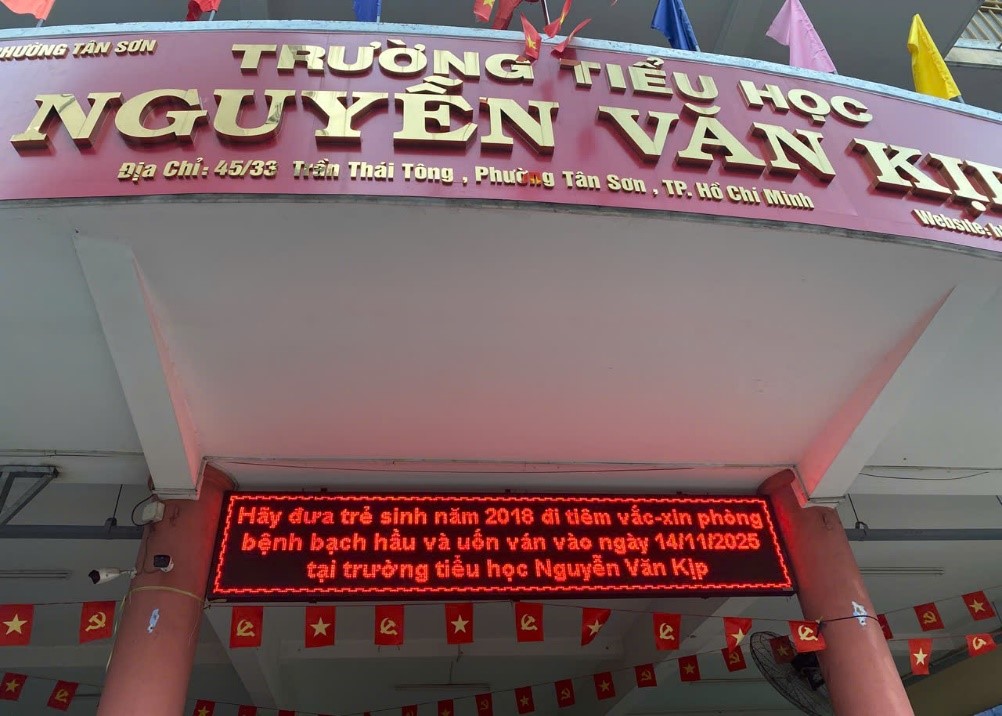 PHƯỜNG TÂN SƠN
TRƯỜNG TIỂU HỌC
NGUYỄN VĂN KỊP
Địa Chỉ: 45/33 Trần Thái Tông , Phường Tân Sơn , TP. Hồ Chí Minh
Website:
Hãy đưa trẻ sinh năm 2018 đi tiêm vắc-xin phòng
bệnh bạch hầu và uốn ván vào ngày 14/11/2025
tại trường tiểu học Nguyễn Văn Kịp